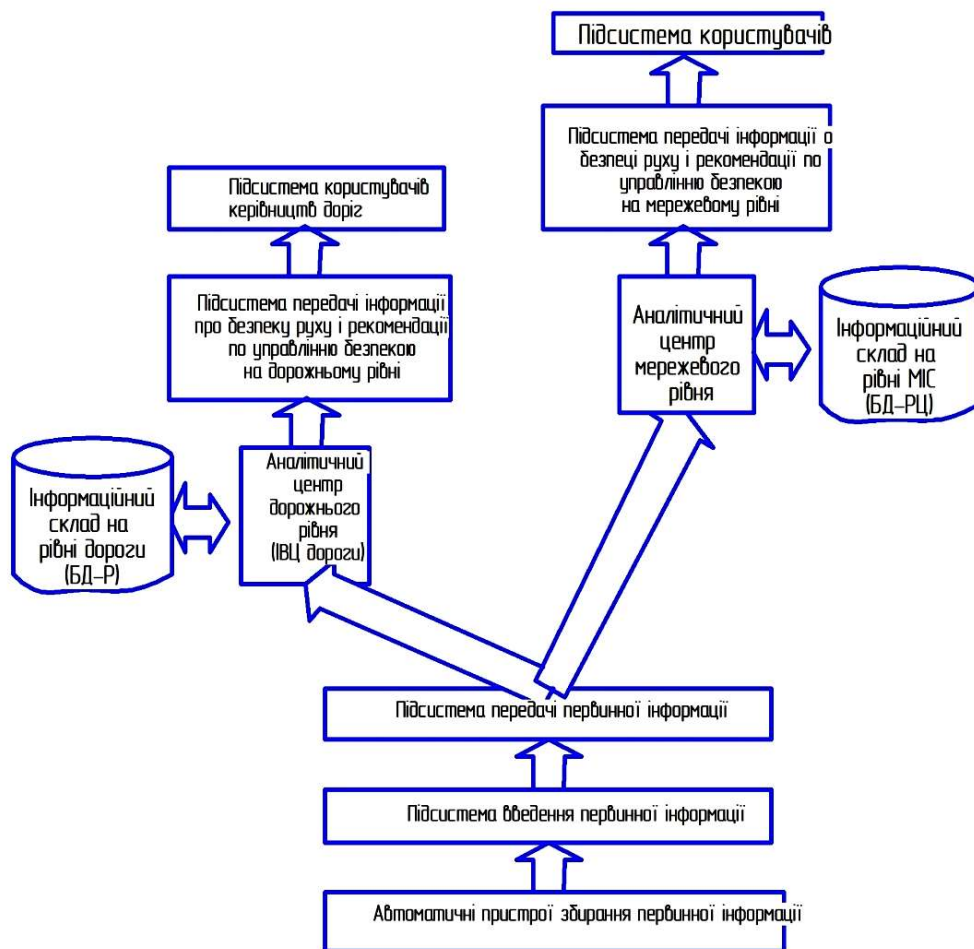 Підсистема користувачів
Підсистема передачі інформації о
безпеці руху і рекомендації по
управлінню безпекою
на мережевому рівні
Підсистема користувачів
керівництв доріг
Підсистема передачі інформації
про безпеку руху і рекомендації
по управлінню безпекою
на дорожньому рівні
Аналітичний
центр
мережевого
рівня
Інформаційний
склад на
рівні МІС
(БД-РЦ)
Аналітичний
центр
дорожнього
рівня
(ІВЦ дороги)
Інформаційний
склад на
рівні дороги
(БД-Р)
Підсистема передачі первинної інформації
Підсистема введення первинної інформації
Автоматичні пристрої збирання первинної інформації